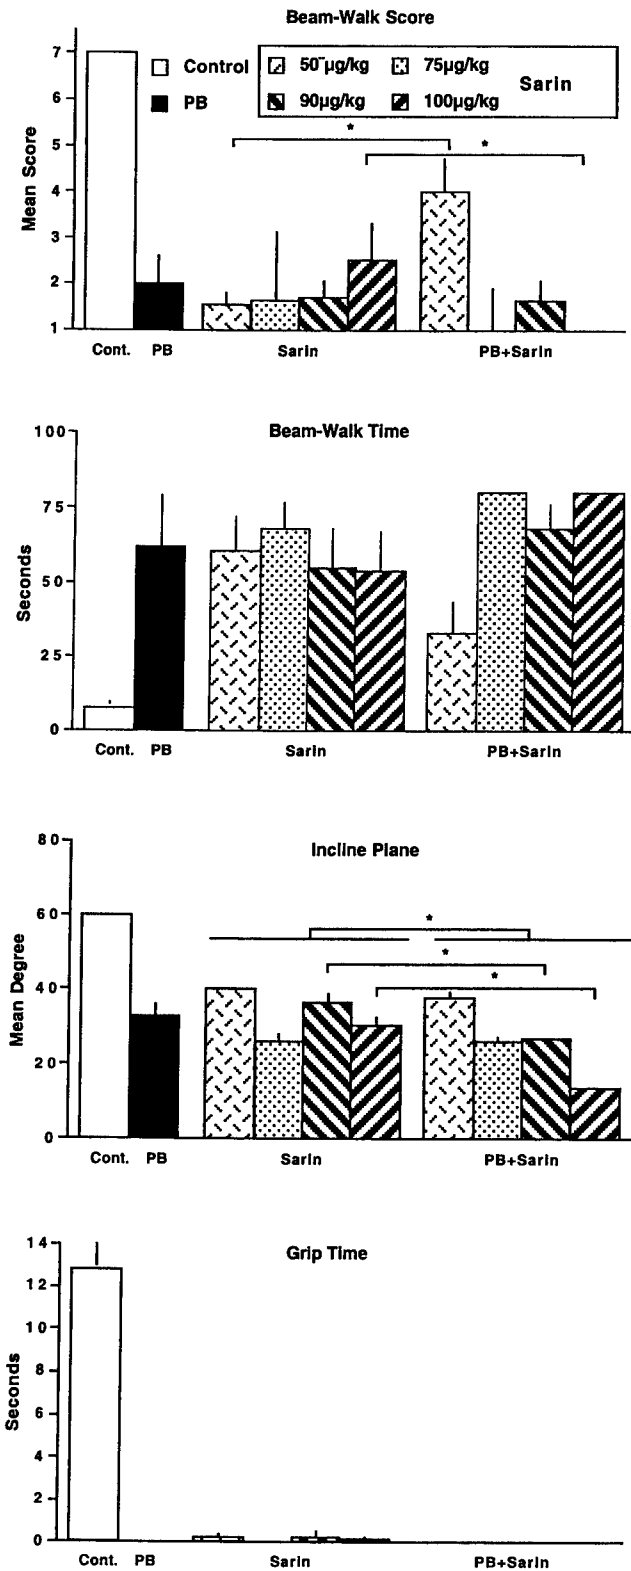 Beam-Walk Score
7
6
5
4
3
2
1
Mean Score
Control
PB
50¯µg/kg
75µg/kg
90µg/kg
100µg/kg
Sarin
*
*
Cont.
PB
Sarin
PB+Sarin
Beam-Walk Time
100
75
50
25
0
Seconds
Cont.
PB
Sarin
PB+Sarin
Incline Plane
80
60
40
20
0
Mean Degree
*
*
*
Cont.
PB
Sarin
PB+Sarin
Grip Time
14
12
10
8
6
4
2
0
Seconds
Cont.
PB
Sarin
PB+Sarin